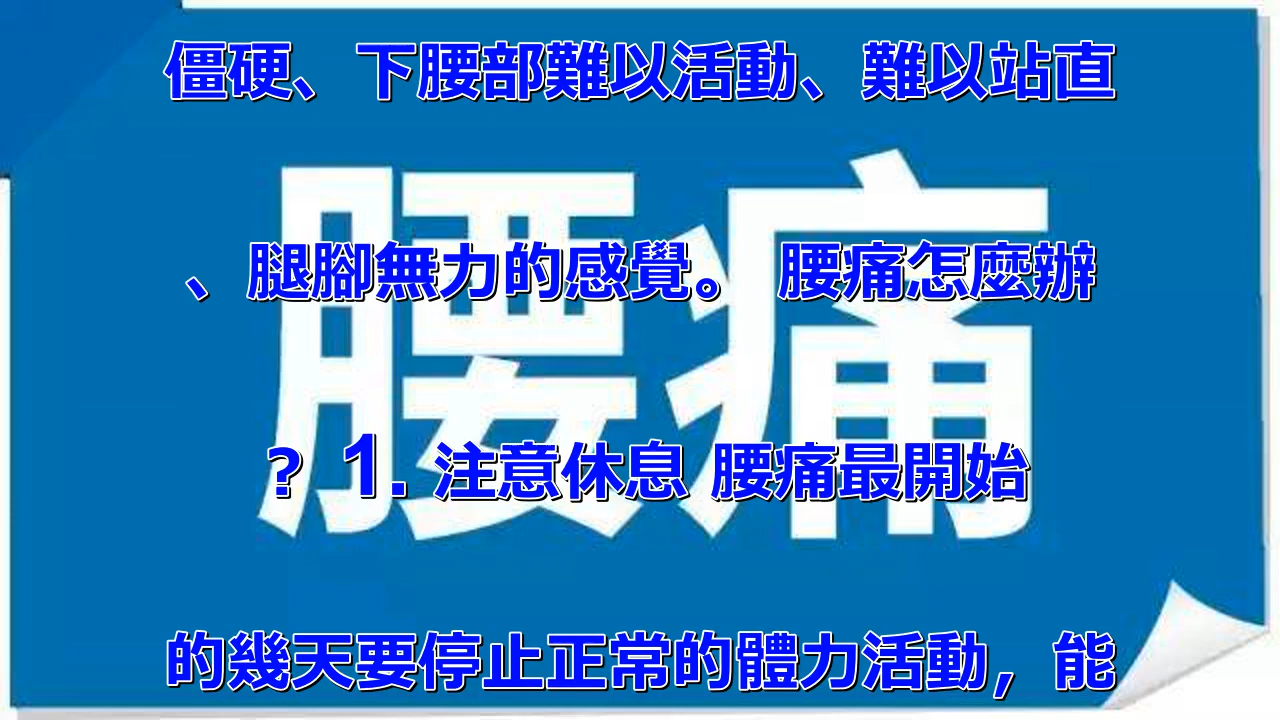 僵硬、下腰部難以活動、難以站直
腰痛
、腿腳無力的感覺。 腰痛怎麼辦
? 1. 注意休息 腰痛最開始
的幾天要停止正常的體力活動，能